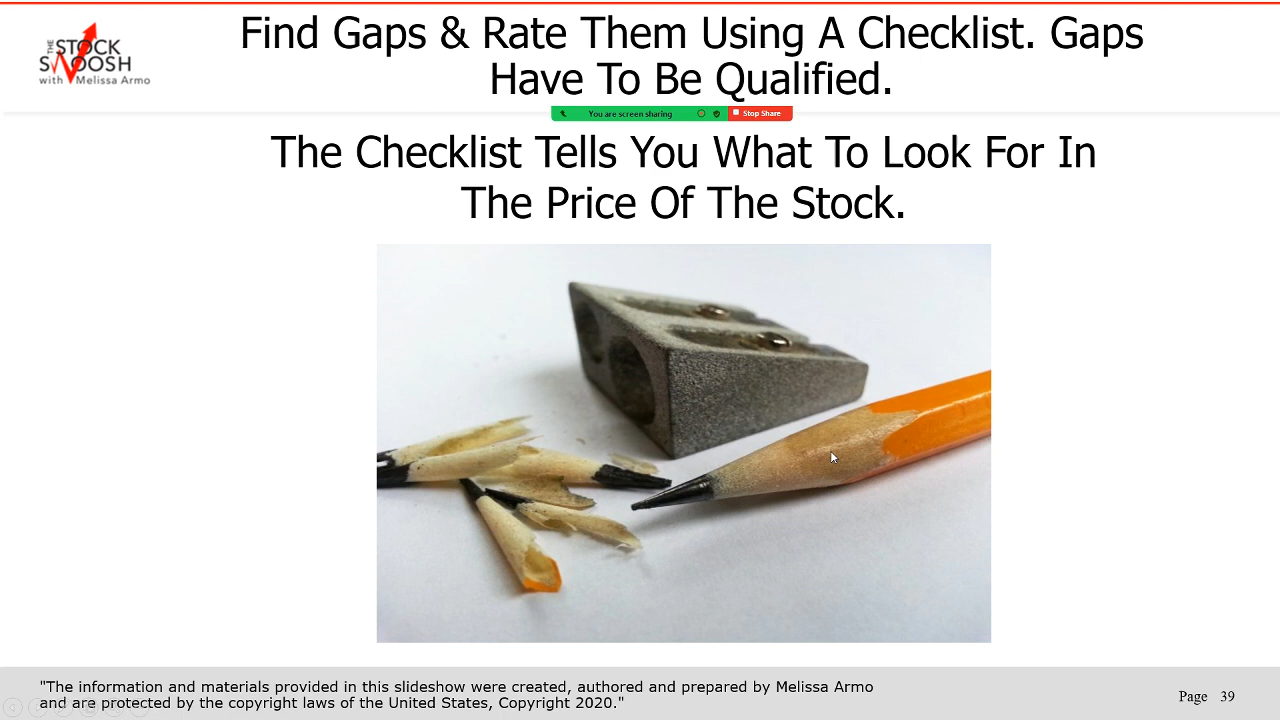 THE
STOCK
SWOOSH
with Melissa Armo
Find Gaps & Rate Them Using A Checklist. Gaps
Have To Be Qualified.
You are screen sharing
Stop Share
The Checklist Tells You What To Look For In
The Price Of The Stock.
"The information and materials provided in this slideshow were created, authored and prepared by Melissa Armo
and are protected by the copyright laws of the United States, Copyright 2020."
Page 39